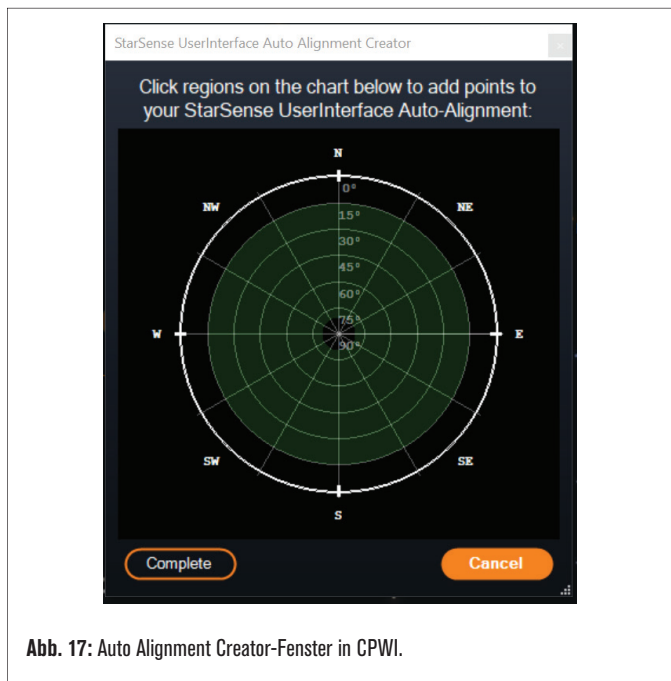 StarSense UserInterface Auto Alignment Creator
Click regions on the chart below to add points to
your StarSense UserInterface Auto-Alignment:
N
0°
NW
NE
15°
30°
45°
60°
75°
W
E
90°
SW
SE
S
Complete
Cancel
Abb. 17: Auto Alignment Creator-Fenster in CPWI.